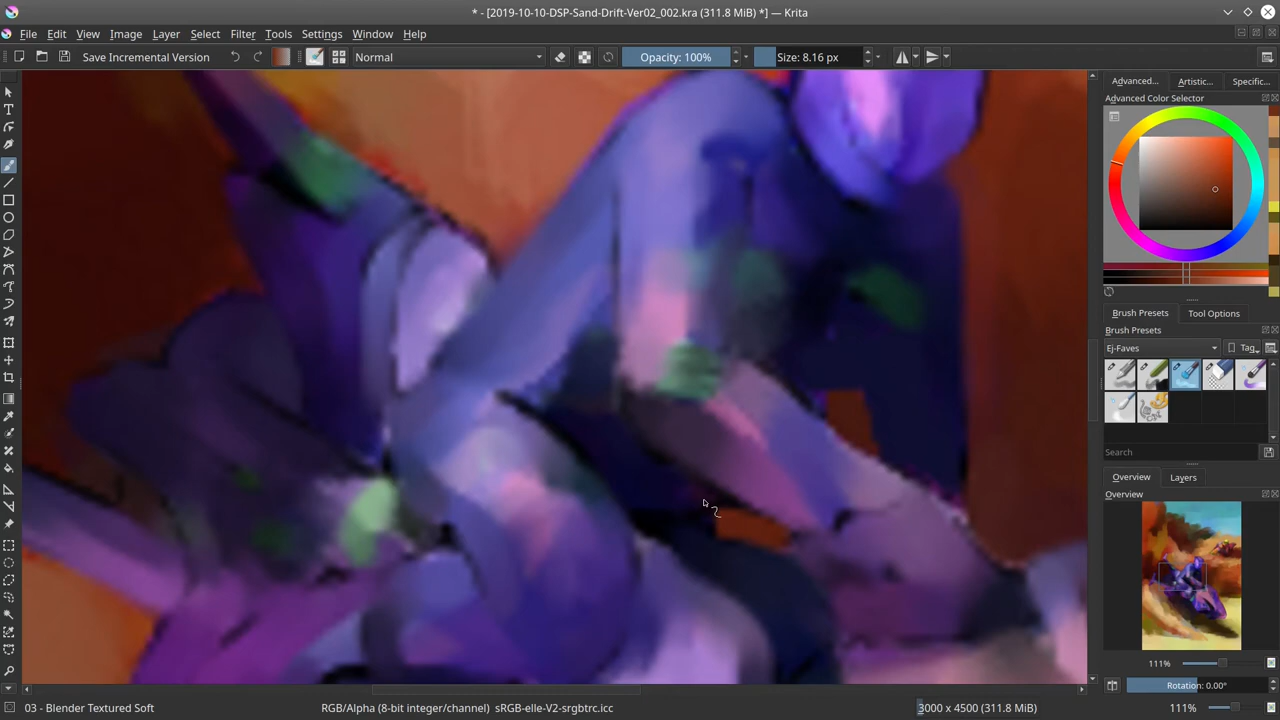 * - [2019-10-10-DSP-Sand-Drift-Ver02_002.kra (311.8 MiB) *] — Krita
File Edit View Image Layer Select Filter Tools Settings Window Help
Save Incremental Version Normal Opacity: 100% Size: 8.16 px
Advanced... Artistic... Specific...
Advanced Color Selector
Brush Presets Tool Options
Brush Presets
Ej-Faves Tag...
Search
Overview Layers
Overview
111%
Rotation: 0.00°
03 - Blender Textured Soft RGB/Alpha (8-bit integer/channel) sRGB-elle-V2-srgbtrc.icc 3000 x 4500 (311.8 MiB) 111%